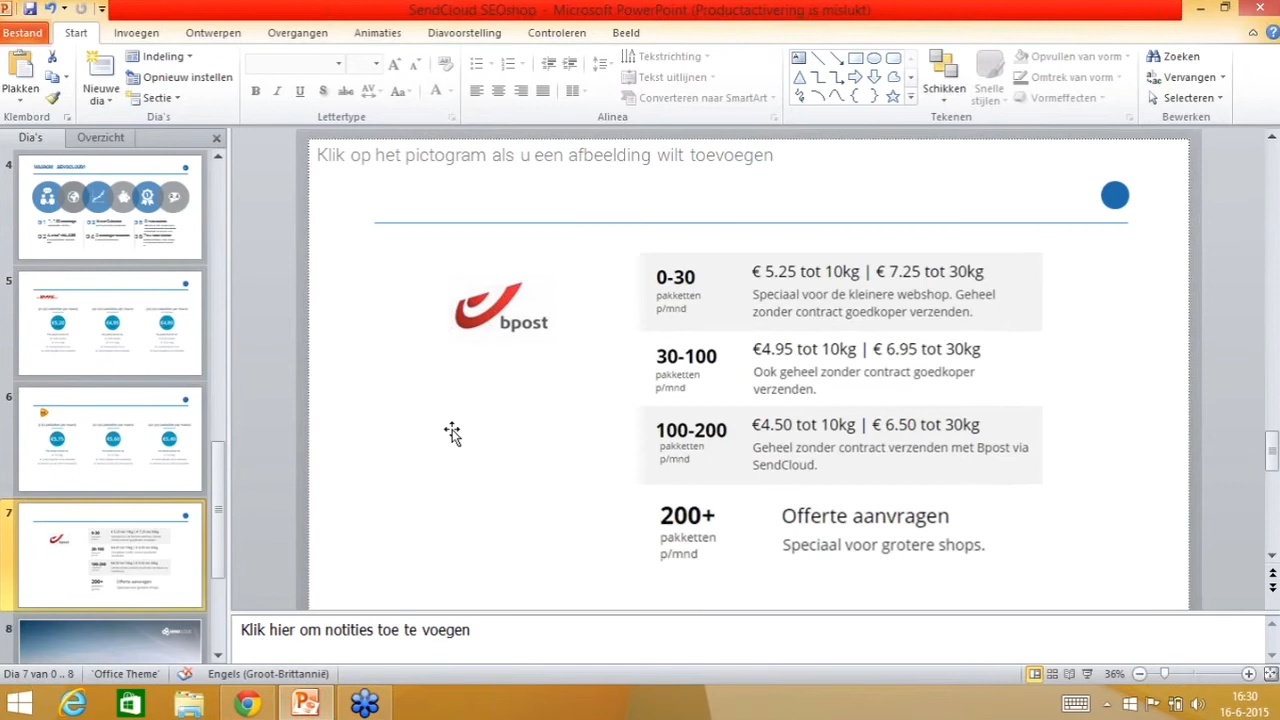 SendCloud SEOshop - Microsoft PowerPoint (Productactivering is mislukt)
Bestand Start Invoegen Ontwerpen Overgangen Animaties Diavoorstelling Controleren Beeld
Plakken
Klembord
Nieuwe dia
Indeling
Opnieuw instellen
Sectie
Dia's
Lettertype
Tekstrichting
Tekst uitlijnen
Converteren naar SmartArt
Alinea
Schikken
Snelle stijlen
Opvullen van vorm
Omtrek van vorm
Vormeffecten
Tekenen
Zoeken
Vervangen
Selecteren
Bewerken
Dia's Overzicht
4
5
6
7
8
Klik op het pictogram als u een afbeelding wilt toevoegen
bpost
0-30
pakketten
p/mnd
€ 5.25 tot 10kg | € 7.25 tot 30kg
Speciaal voor de kleinere webshop. Geheel
zonder contract goedkoper verzenden.
30-100
pakketten
p/mnd
€4.95 tot 10kg | € 6.95 tot 30kg
Ook geheel zonder contract goedkoper
verzenden.
100-200
pakketten
p/mnd
€4.50 tot 10kg | € 6.50 tot 30kg
Geheel zonder contract verzenden met Bpost via
SendCloud.
200+
pakketten
p/mnd
Offerte aanvragen
Speciaal voor grotere shops.
Klik hier om notities toe te voegen
Dia 7 van 0 .. 8 "Office Theme" Engels (Groot-Brittannië) 36%
16:30
16-6-2015